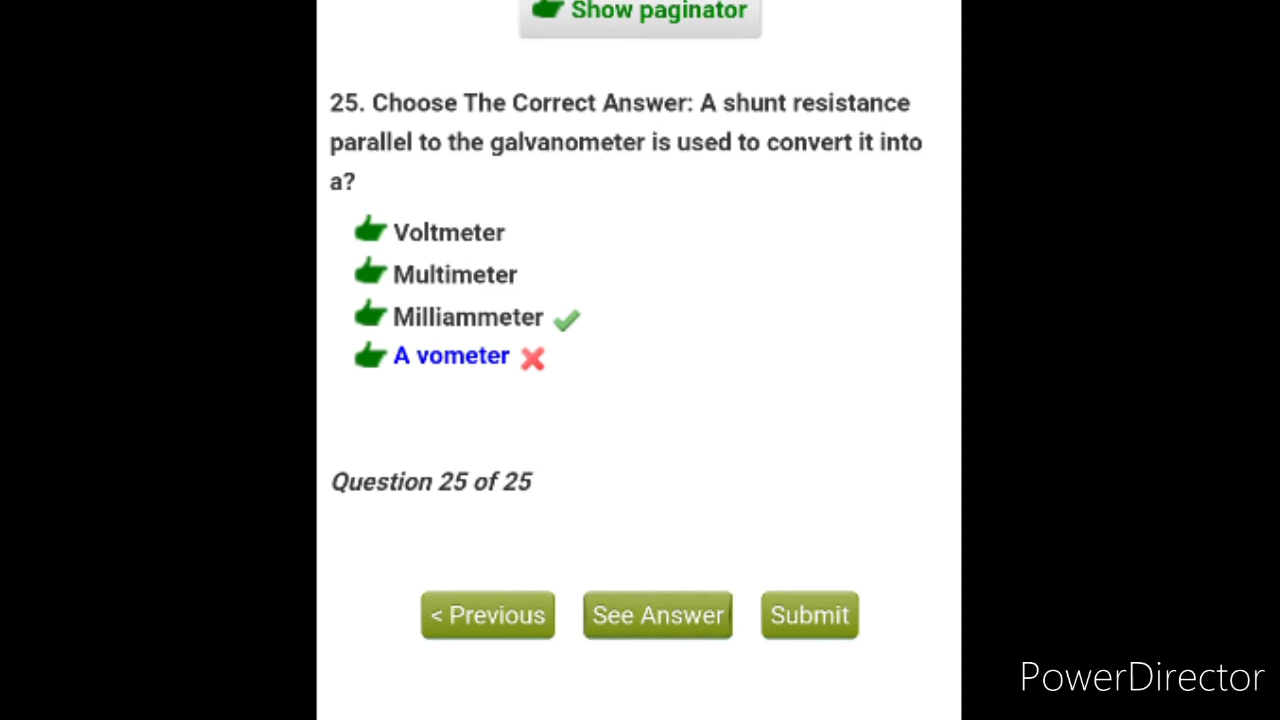 Show paginator
25. Choose The Correct Answer: A shunt resistance
parallel to the galvanometer is used to convert it into
a?
Voltmeter
Multimeter
Milliammeter
A vometer
Question 25 of 25
< Previous
See Answer
Submit
PowerDirector